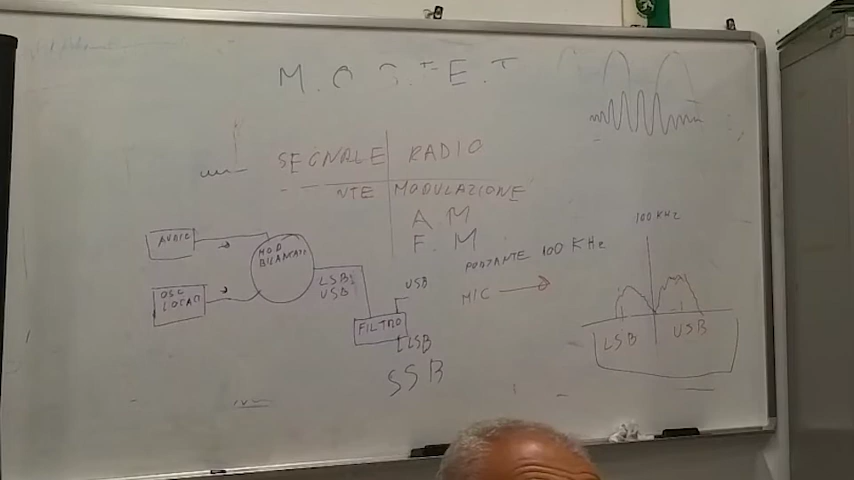 M.O.S.F.E.T
SEGNALE RADIO
NTE MODULAZIONE
A M
F. M
100 KHz
AUDIO
MOD
BILANCIATO
OSC
LOCALE
LSB
USB
PORTANTE 100 KHz
MIC
USB
FILTRO
LSB
SSB
LSB USB